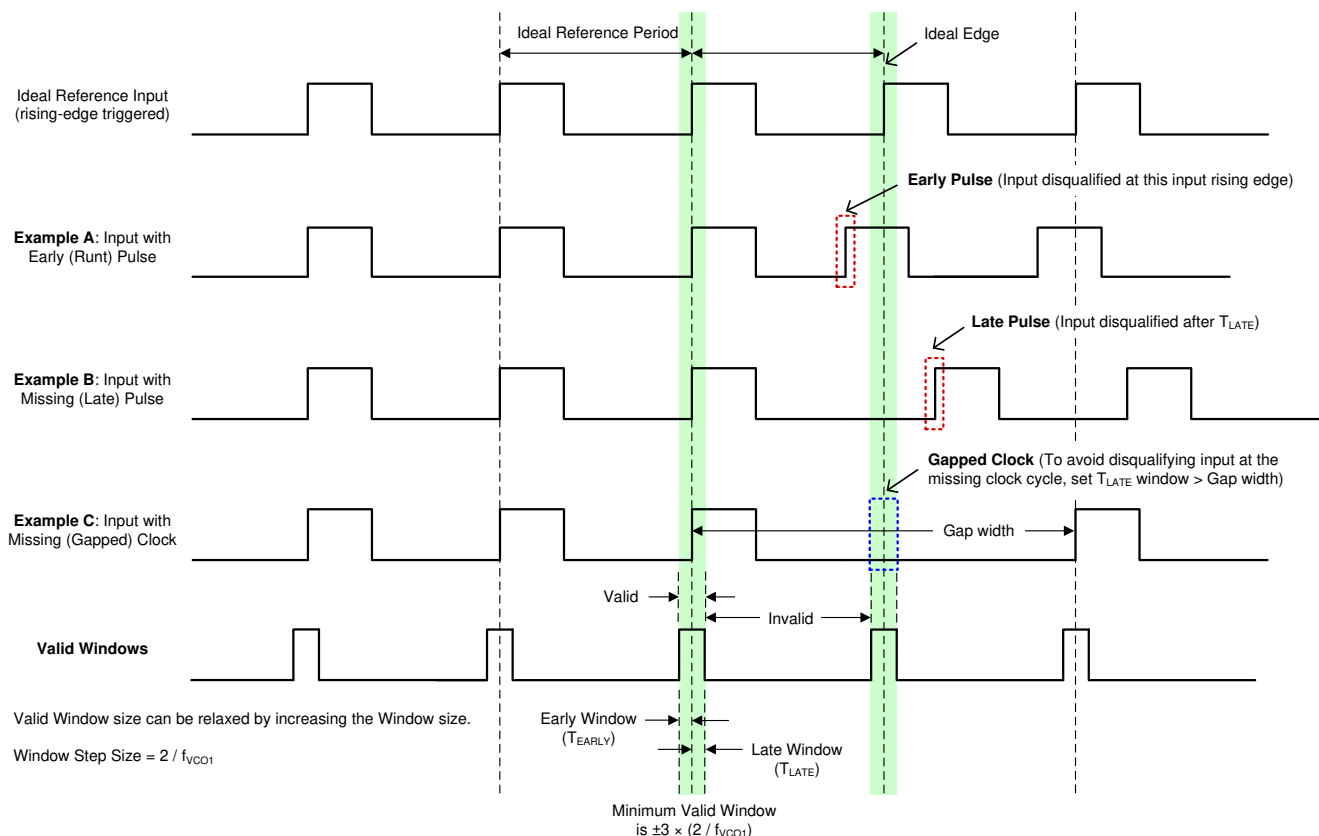 Ideal Reference Period
Ideal Edge
Ideal Reference Input
(rising-edge triggered)
Early Pulse (Input disqualified at this input rising edge)
Example A: Input with
Early (Runt) Pulse
Late Pulse (Input disqualified after TLATE)
Example B: Input with
Missing (Late) Pulse
Gapped Clock (To avoid disqualifying input at the
missing clock cycle, set TLATE window > Gap width)
Example C: Input with
Missing (Gapped) Clock
Gap width
Valid
Invalid
Valid Windows
Valid Window size can be relaxed by increasing the Window size.
Window Step Size = 2 / fVCO1
Early Window
(TEARLY)
Late Window
(TLATE)
Minimum Valid Window
is ±3 × (2 / fVCO1)